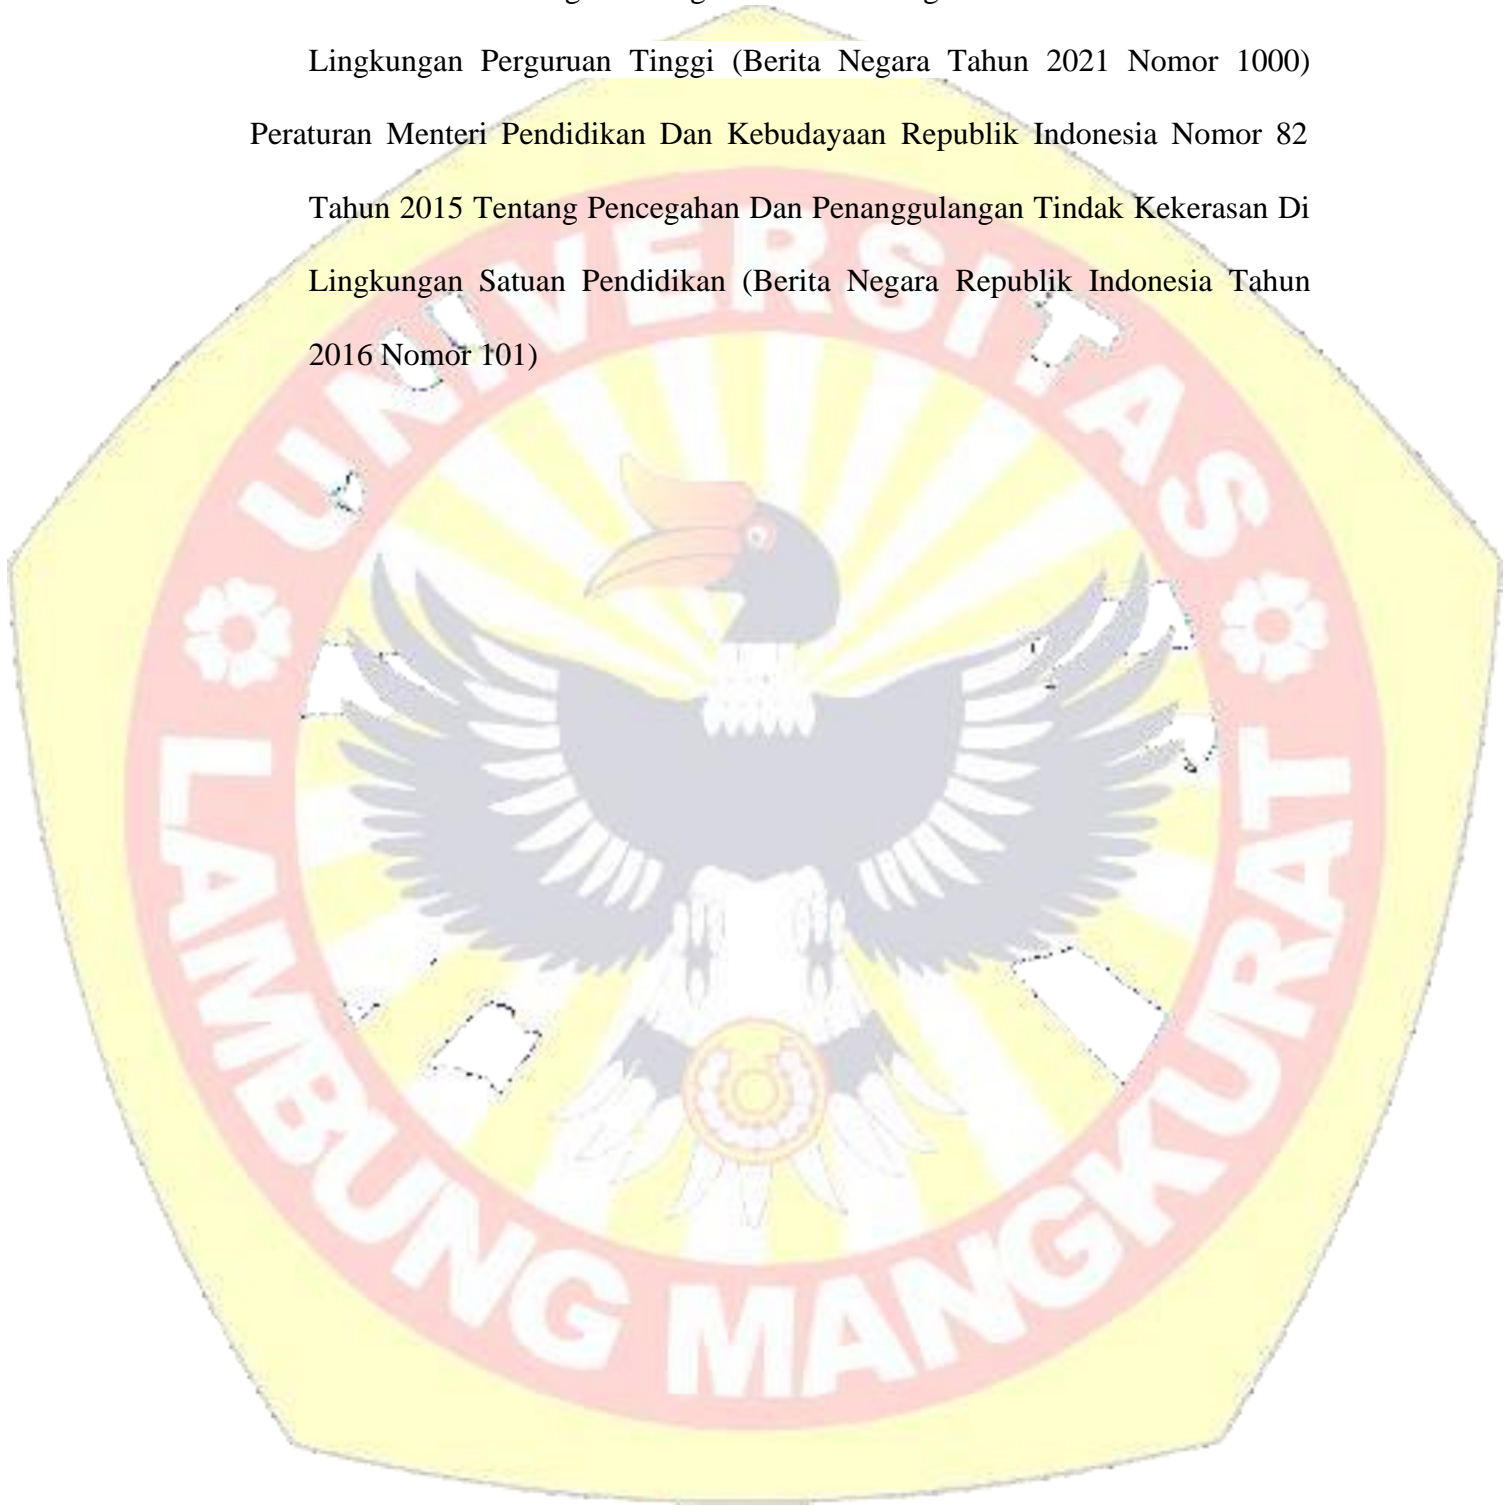 Lingkungan Perguruan Tinggi (Berita Negara Tahun 2021 Nomor 1000)
Peraturan Menteri Pendidikan Dan Kebudayaan Republik Indonesia Nomor 82
Tahun 2015 Tentang Pencegahan Dan Penanggulangan Tindak Kekerasan Di
Lingkungan Satuan Pendidikan (Berita Negara Republik Indonesia Tahun
2016 Nomor 101)
UNIVERSITAS
LAMBUNG MANGKURAT